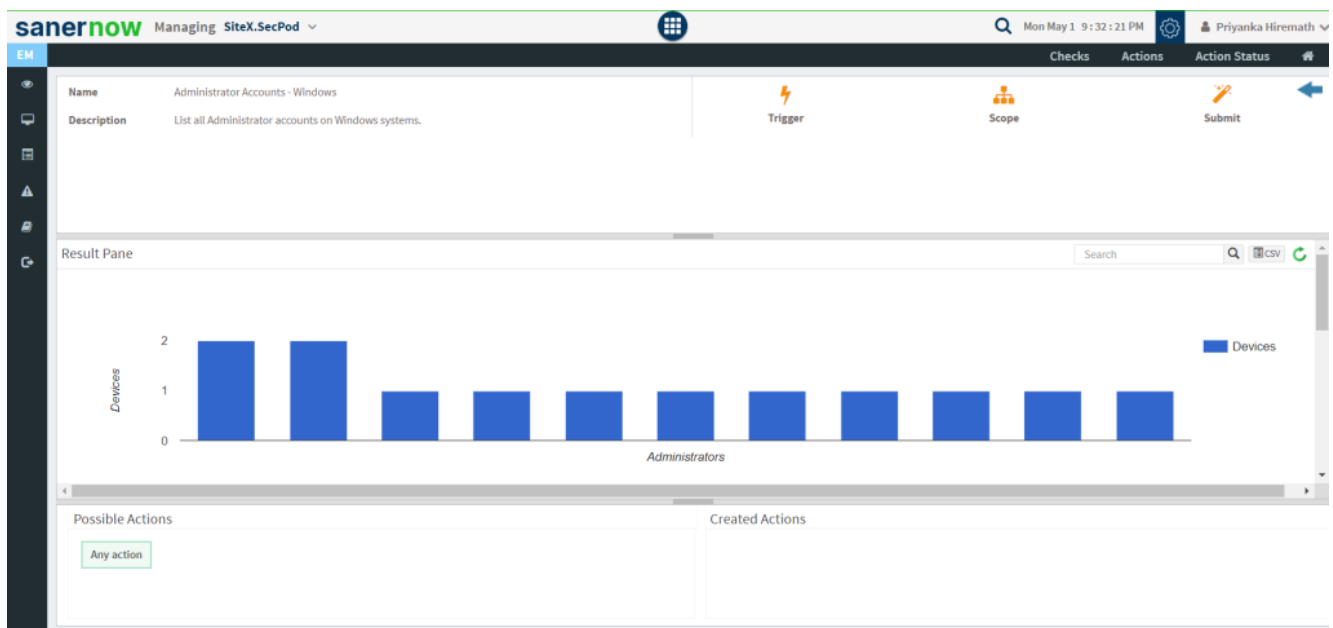 sanernow Managing SiteX.SecPod Mon May 1 9:32:21 PM Priyanka Hiremath
EM Checks Actions Action Status
Name Administrator Accounts - Windows
Description List all Administrator accounts on Windows systems.
Trigger Scope Submit
Result Pane Search CSV
2
1
0
Devices
Administrators
Devices
Possible Actions Created Actions
Any action